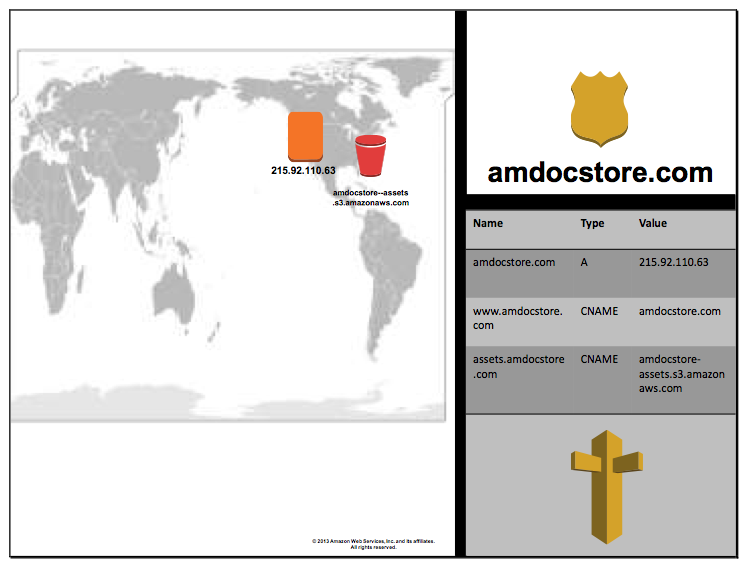 215.92.110.63
amdocstore--assets
.s3.amazonaws.com
© 2013 Amazon Web Services, Inc. and its affiliates.
All rights reserved.
amdocstore.com
Name Type Value
amdocstore.com A 215.92.110.63
www.amdocstore. CNAME amdocstore.com
com
assets.amdocstore CNAME amdocstore-
.com assets.s3.amazon
aws.com